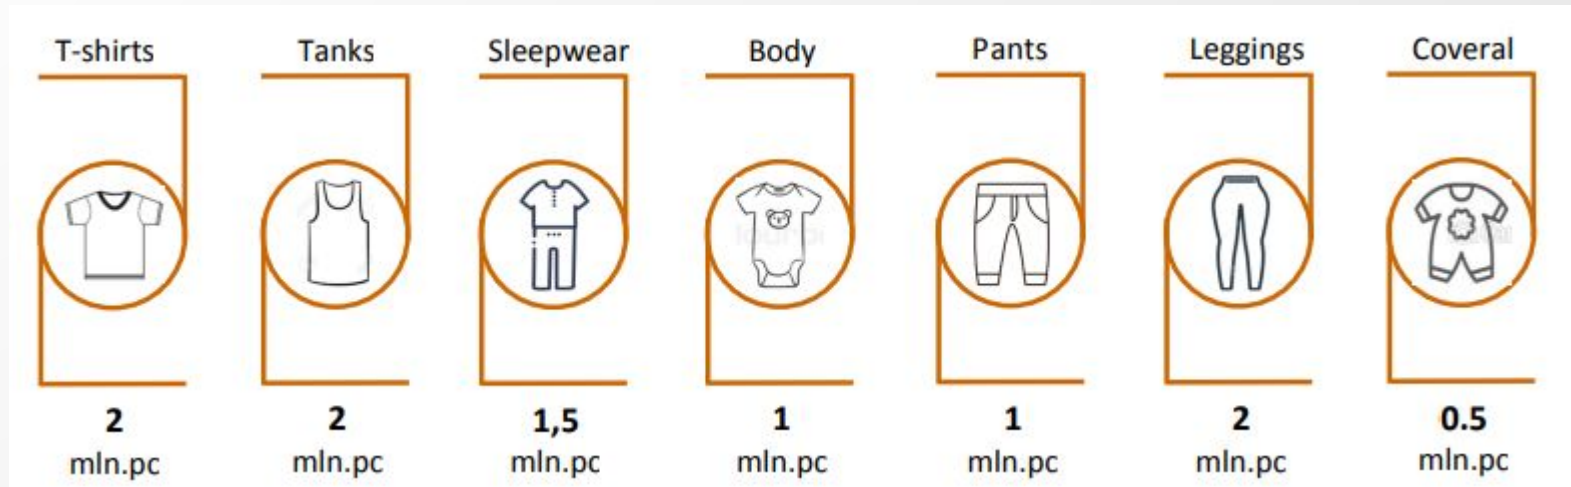 T-shirts
Tanks
Sleepwear
Body
Pants
Leggings
Coveral
2
mln.pc
2
mln.pc
1,5
mln.pc
1
mln.pc
1
mln.pc
2
mln.pc
0.5
mln.pc